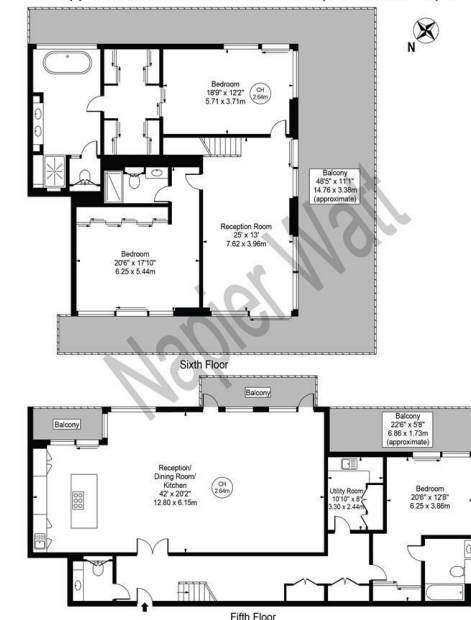 N
Bedroom
18'9" x 12'2"
5.71 x 3.71m
CH
2.64m
Balcony
48'5" x 11'1"
14.76 x 3.38m
(approximate)
Reception Room
25' x 13'
7.62 x 3.96m
Bedroom
20'6" x 17'10"
6.25 x 5.44m
Napier Watt
Sixth Floor
Balcony
Balcony
Balcony
22'6" x 5'8"
6.86 x 1.73m
(approximate)
Reception/
Dining Room/
Kitchen
42' x 20'2"
12.80 x 6.15m
CH
2.64m
Utility Room
10'10" x 8'
3.30 x 2.44m
Bedroom
20'6" x 12'8"
6.25 x 3.86m
Fifth Floor